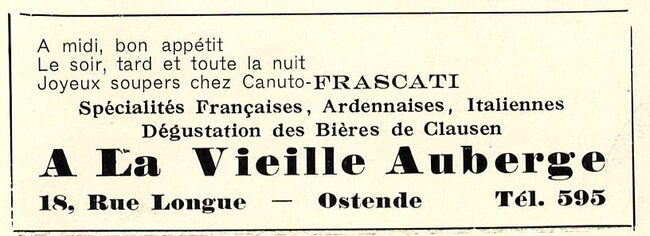 A midi, bon appétit
Le soir, tard et toute la nuit
Joyeux soupers chez Canuto-FRASCATI
Spécialités Françaises, Ardennaises, Italiennes
Dégustation des Bières de Clausen
A La Vieille Auberge
18, Rue Longue — Ostende Tél. 595